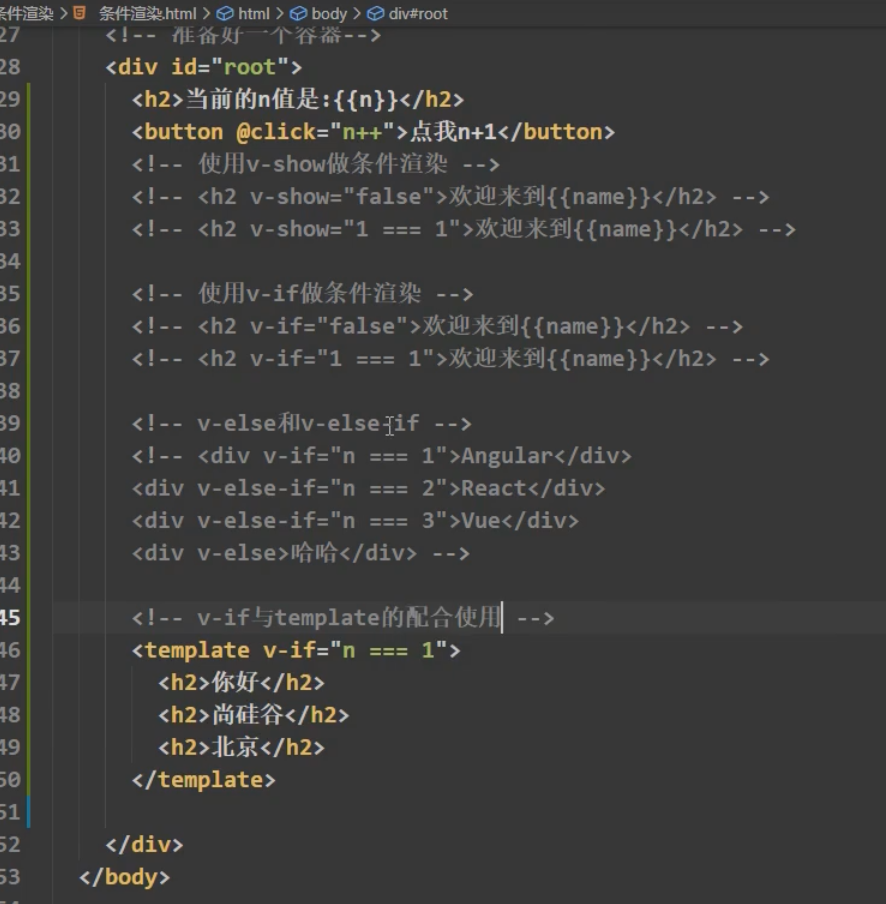 条件渲染 > 条件渲染.html > html > body > div#root
27 <!-- 准备好一个容器-->
28 <div id="root">
29 <h2>当前的n值是:{{n}}</h2>
30 <button @click="n++">点我n+1</button>
31 <!-- 使用v-show做条件渲染 -->
32 <!-- <h2 v-show="false">欢迎来到{{name}}</h2> -->
33 <!-- <h2 v-show="1 === 1">欢迎来到{{name}}</h2> -->
34
35 <!-- 使用v-if做条件渲染 -->
36 <!-- <h2 v-if="false">欢迎来到{{name}}</h2> -->
37 <!-- <h2 v-if="1 === 1">欢迎来到{{name}}</h2> -->
38
39 <!-- v-else和v-else-if -->
40 <!-- <div v-if="n === 1">Angular</div>
41 <div v-else-if="n === 2">React</div>
42 <div v-else-if="n === 3">Vue</div>
43 <div v-else>哈哈</div> -->
44
45 <!-- v-if与template的配合使用 -->
46 <template v-if="n === 1">
47 <h2>你好</h2>
48 <h2>尚硅谷</h2>
49 <h2>北京</h2>
50 </template>
51
52 </div>
53 </body>